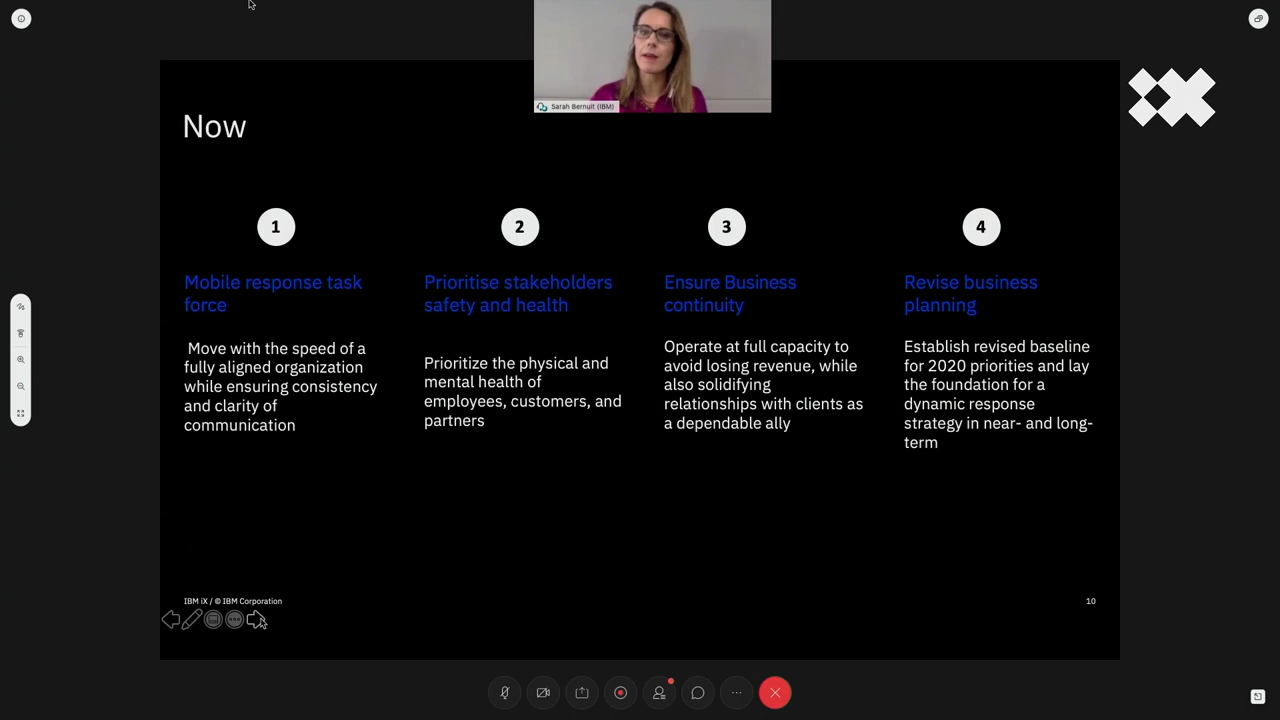 Sarah Bernuit (IBM)
Now
1
Mobile response task
force
Move with the speed of a
fully aligned organization
while ensuring consistency
and clarity of
communication
2
Prioritise stakeholders
safety and health
Prioritize the physical and
mental health of
employees, customers, and
partners
3
Ensure Business
continuity
Operate at full capacity to
avoid losing revenue, while
also solidifying
relationships with clients as
a dependable ally
4
Revise business
planning
Establish revised baseline
for 2020 priorities and lay
the foundation for a
dynamic response
strategy in near- and long-
term
IBM iX / © IBM Corporation
10